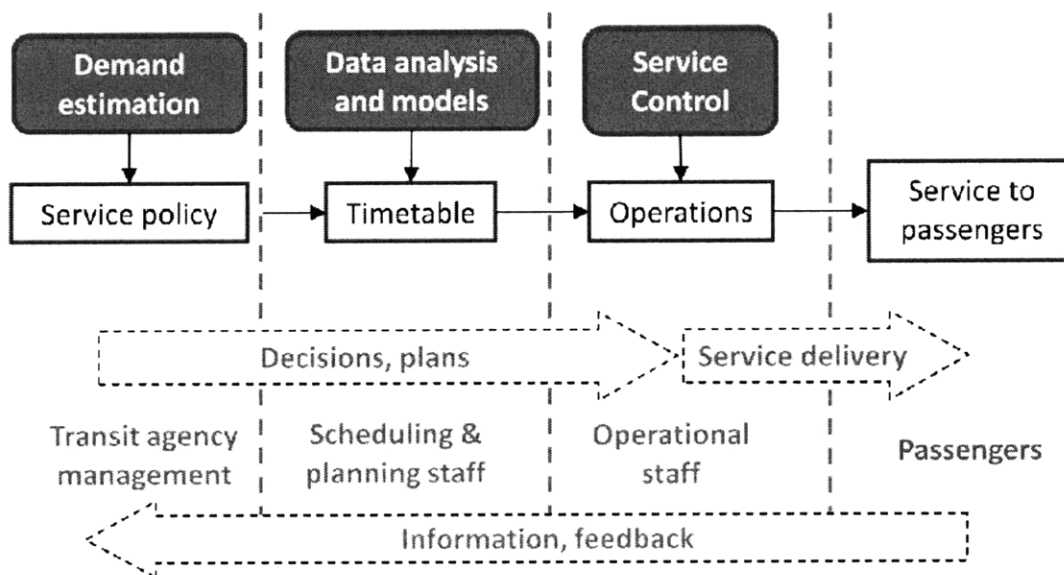 Demand
estimation
Data analysis
and models
Service
Control
Service policy
Timetable
Operations
Service to
passengers
Decisions, plans
Service delivery
Transit agency
management
Scheduling &
planning staff
Operational
staff
Passengers
Information, feedback